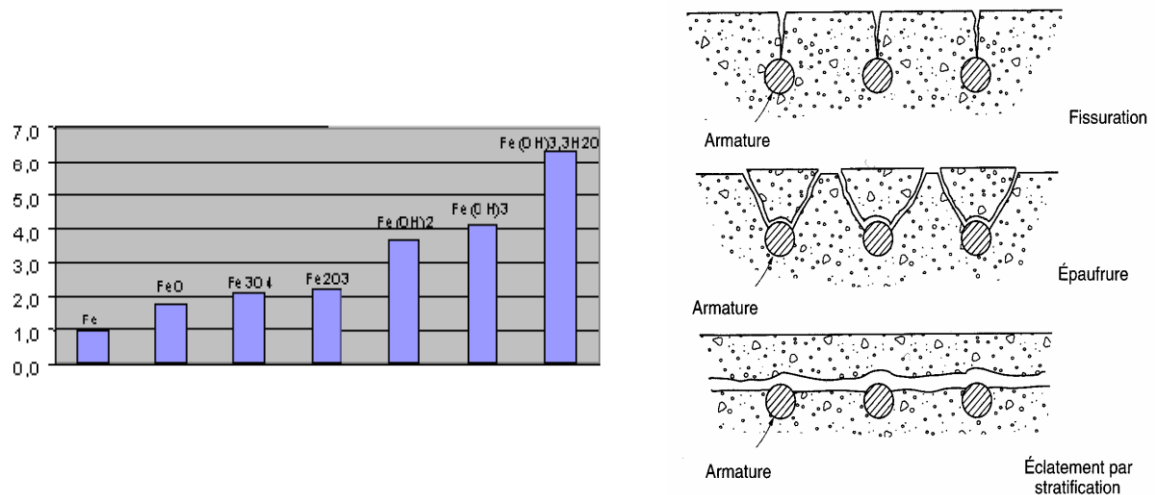 7,0
6,0
5,0
4,0
3,0
2,0
1,0
0,0
Fe
FeO
Fe3O4
Fe2O3
Fe(OH)2
Fe(OH)3
Fe(OH)3,3H2O
Armature
Fissuration
Armature
Épaufrure
Armature
Éclatement par
stratification